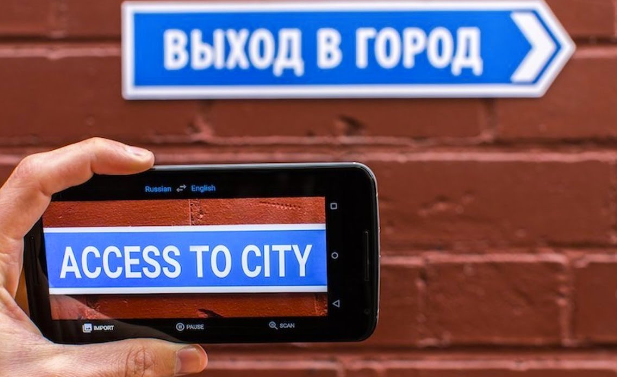 ВЫХОД В ГОРОД
Russian English
ACCESS TO CITY
IMPORT PAUSE SCAN